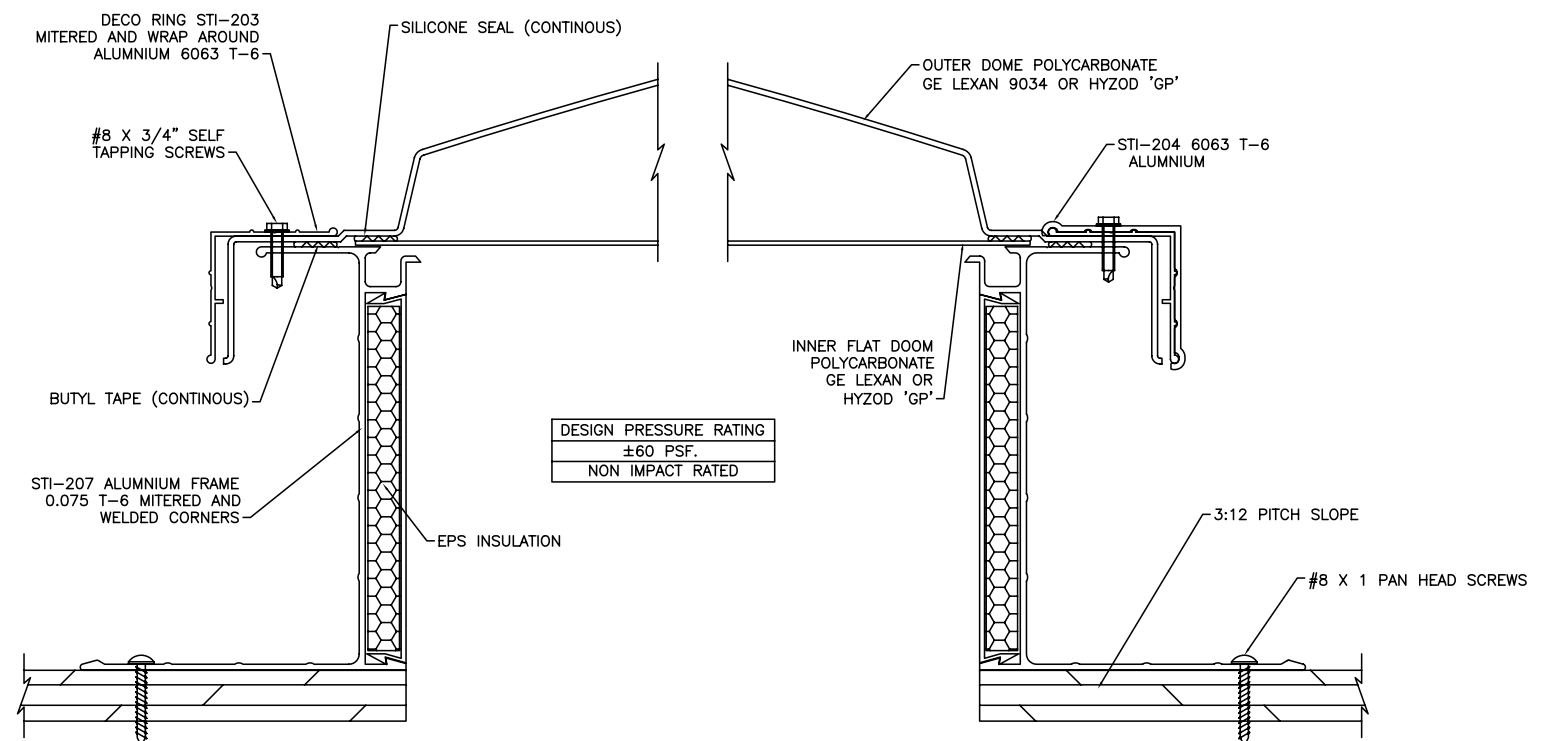 DECO RING STI-203
MITERED AND WRAP AROUND
ALUMNIUM 6063 T-6
SILICONE SEAL (CONTINOUS)
OUTER DOME POLYCARBONATE
GE LEXAN 9034 OR HYZOD 'GP'
#8 X 3/4" SELF
TAPPING SCREWS
STI-204 6063 T-6
ALUMNIUM
INNER FLAT DOOM
POLYCARBONATE
GE LEXAN OR
HYZOD 'GP'
BUTYL TAPE (CONTINOUS)
DESIGN PRESSURE RATING
±60 PSF.
NON IMPACT RATED
STI-207 ALUMNIUM FRAME
0.075 T-6 MITERED AND
WELDED CORNERS
EPS INSULATION
3:12 PITCH SLOPE
#8 X 1 PAN HEAD SCREWS